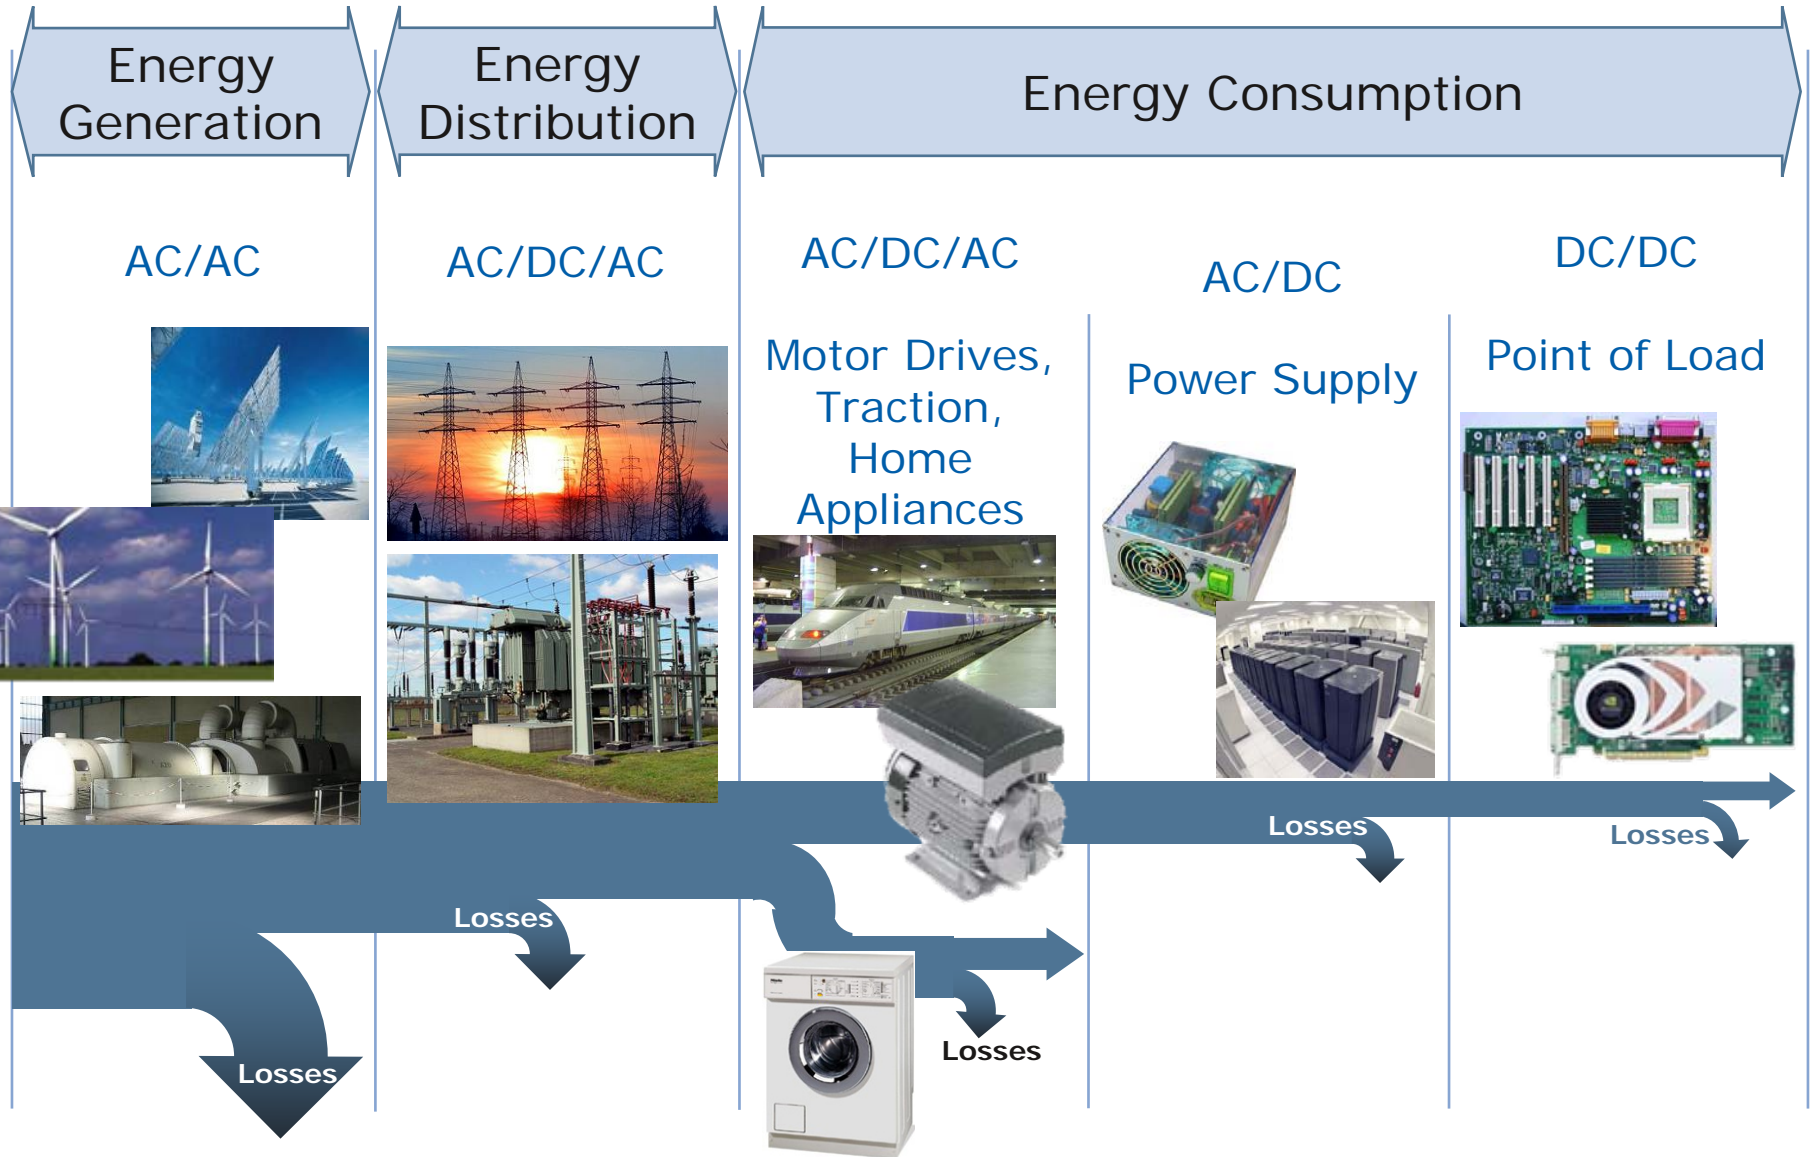 Energy
Generation
Energy
Distribution
Energy Consumption
AC/AC
AC/DC/AC
AC/DC/AC
AC/DC
DC/DC
Motor Drives,
Traction,
Home
Appliances
Power Supply
Point of Load
Losses
Losses
Losses
Losses
Losses